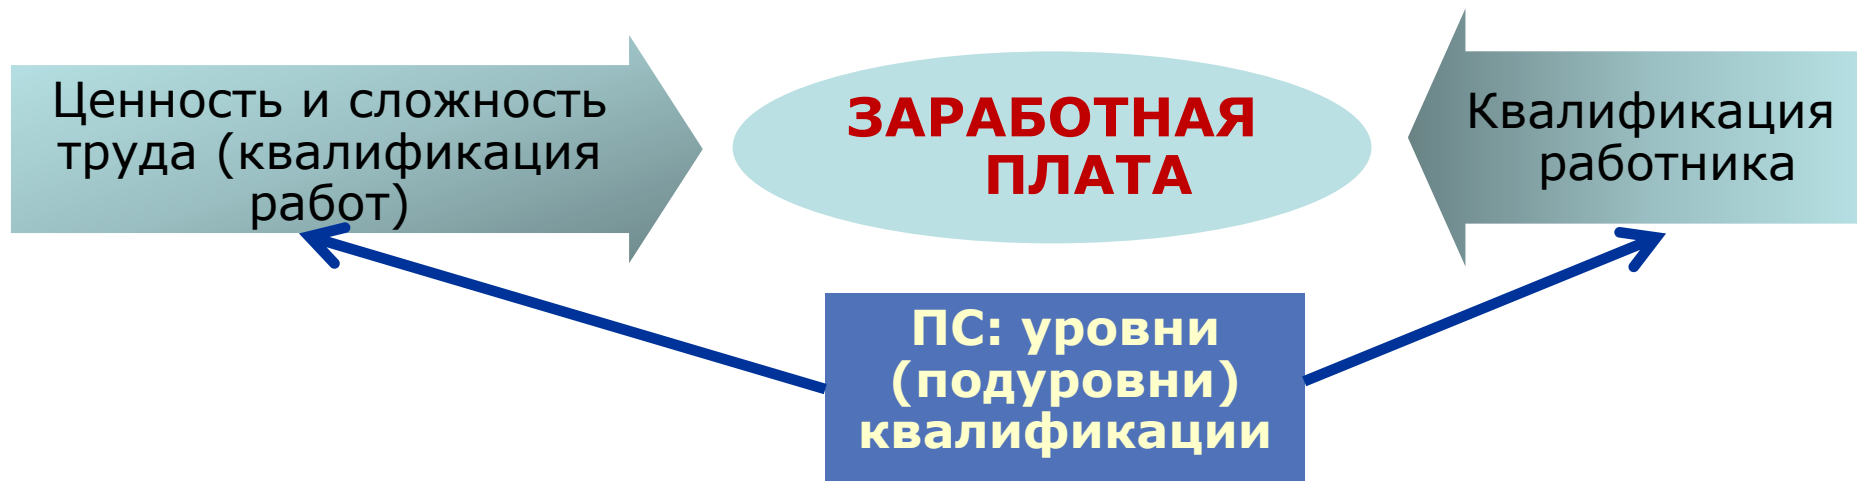 Ценность и сложность
труда (квалификация
работ)
ЗАРАБОТНАЯ
ПЛАТА
Квалификация
работника
ПС: уровни
(подуровни)
квалификации